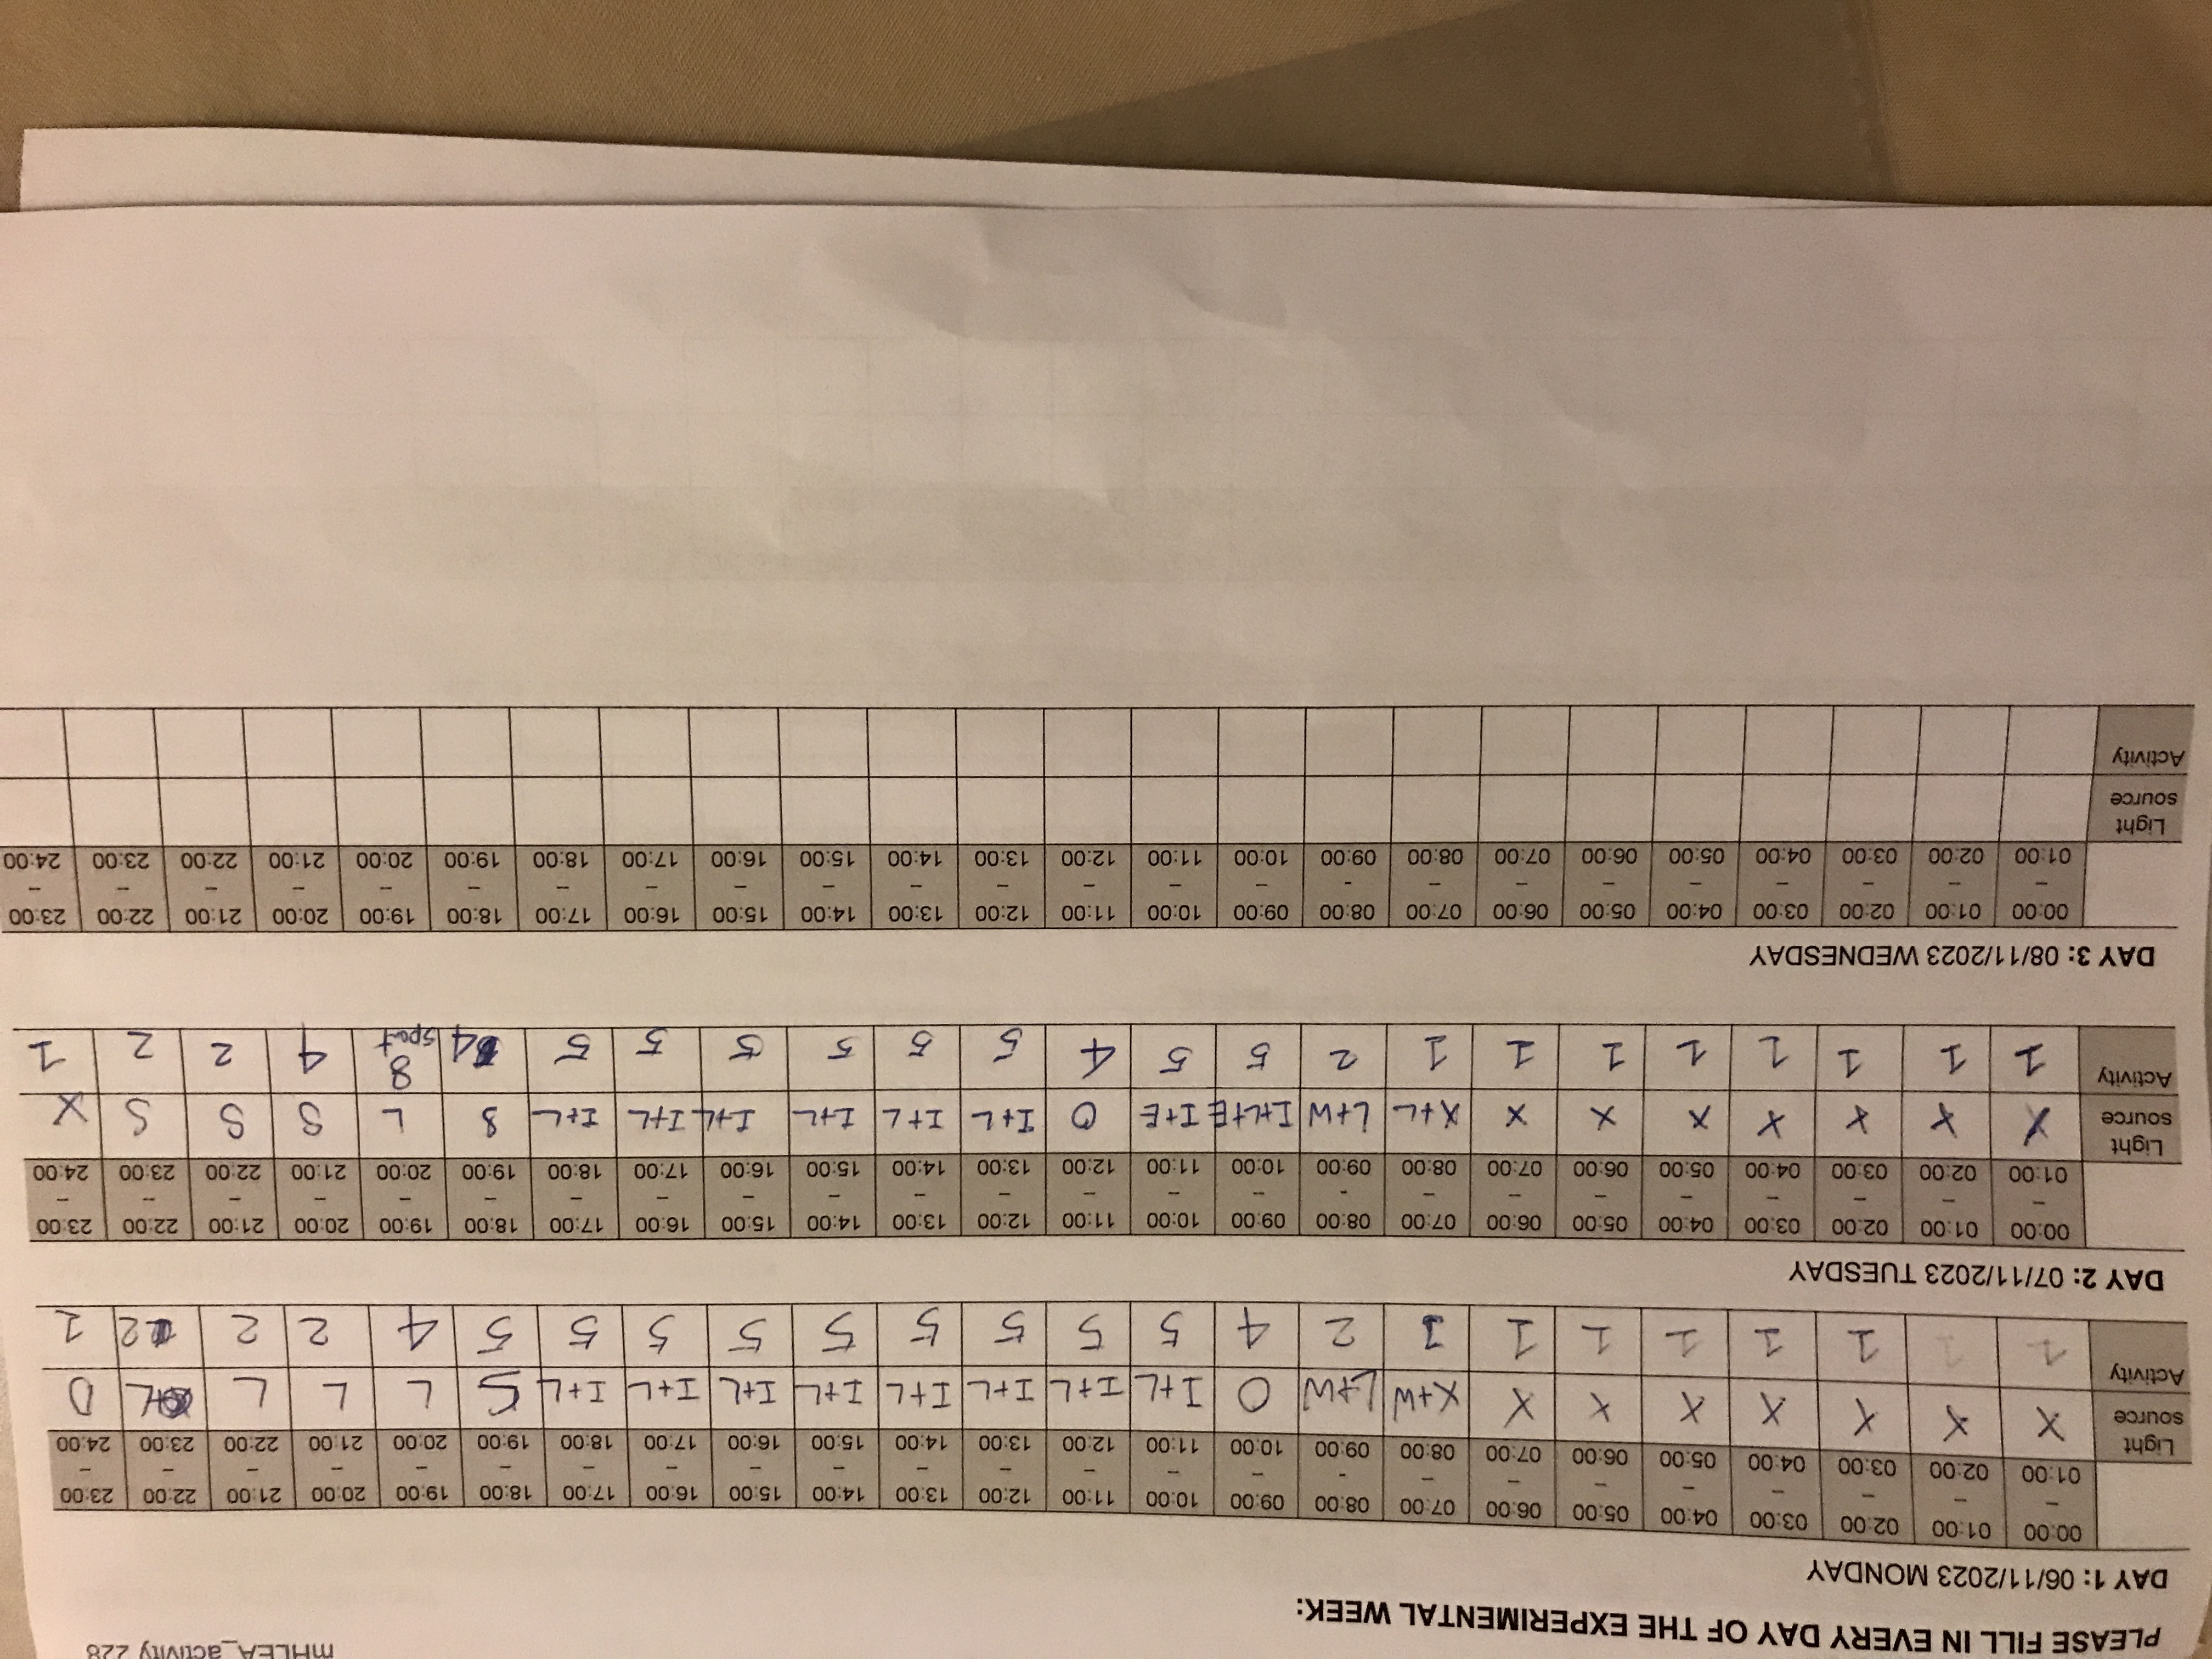 mHLEA_activity 228
PLEASE FILL IN EVERY DAY OF THE EXPERIMENTAL WEEK:
DAY 1: 06/11/2023 MONDAY
00:00 – 01:00 01:00 – 02:00 02:00 – 03:00 03:00 – 04:00 04:00 – 05:00 05:00 – 06:00 06:00 – 07:00 07:00 – 08:00 08:00 - 09:00 09:00 – 10:00 10:00 – 11:00 11:00 – 12:00 12:00 – 13:00 13:00 – 14:00 14:00 – 15:00 15:00 – 16:00 16:00 – 17:00 17:00 – 18:00 18:00 – 19:00 19:00 – 20:00 20:00 – 21:00 21:00 – 22:00 22:00 – 23:00 23:00 – 24:00
Light source X X X X X X X X+W L+W O I+L I+L I+L I+L I+L I+L I+L I+L S L L L L O
Activity 1 1 1 1 1 1 1 1 2 4 5 5 5 5 5 5 5 5 5 4 2 2 2 1
DAY 2: 07/11/2023 TUESDAY
00:00 – 01:00 01:00 – 02:00 02:00 – 03:00 03:00 – 04:00 04:00 – 05:00 05:00 – 06:00 06:00 – 07:00 07:00 – 08:00 08:00 - 09:00 09:00 – 10:00 10:00 – 11:00 11:00 – 12:00 12:00 – 13:00 13:00 – 14:00 14:00 – 15:00 15:00 – 16:00 16:00 – 17:00 17:00 – 18:00 18:00 – 19:00 19:00 – 20:00 20:00 – 21:00 21:00 – 22:00 22:00 – 23:00 23:00 – 24:00
Light source X X X X X X X X+L L+W I+L+E I+E O I+L I+L I+L I+L I+L I+L S L S S S X
Activity 1 1 1 1 1 1 1 1 2 5 5 4 5 5 5 5 5 5 4 8 sport 4 2 2 1
DAY 3: 08/11/2023 WEDNESDAY
00:00 – 01:00 01:00 – 02:00 02:00 – 03:00 03:00 – 04:00 04:00 – 05:00 05:00 – 06:00 06:00 – 07:00 07:00 – 08:00 08:00 - 09:00 09:00 – 10:00 10:00 – 11:00 11:00 – 12:00 12:00 – 13:00 13:00 – 14:00 14:00 – 15:00 15:00 – 16:00 16:00 – 17:00 17:00 – 18:00 18:00 – 19:00 19:00 – 20:00 20:00 – 21:00 21:00 – 22:00 22:00 – 23:00 23:00 – 24:00
Light source
Activity